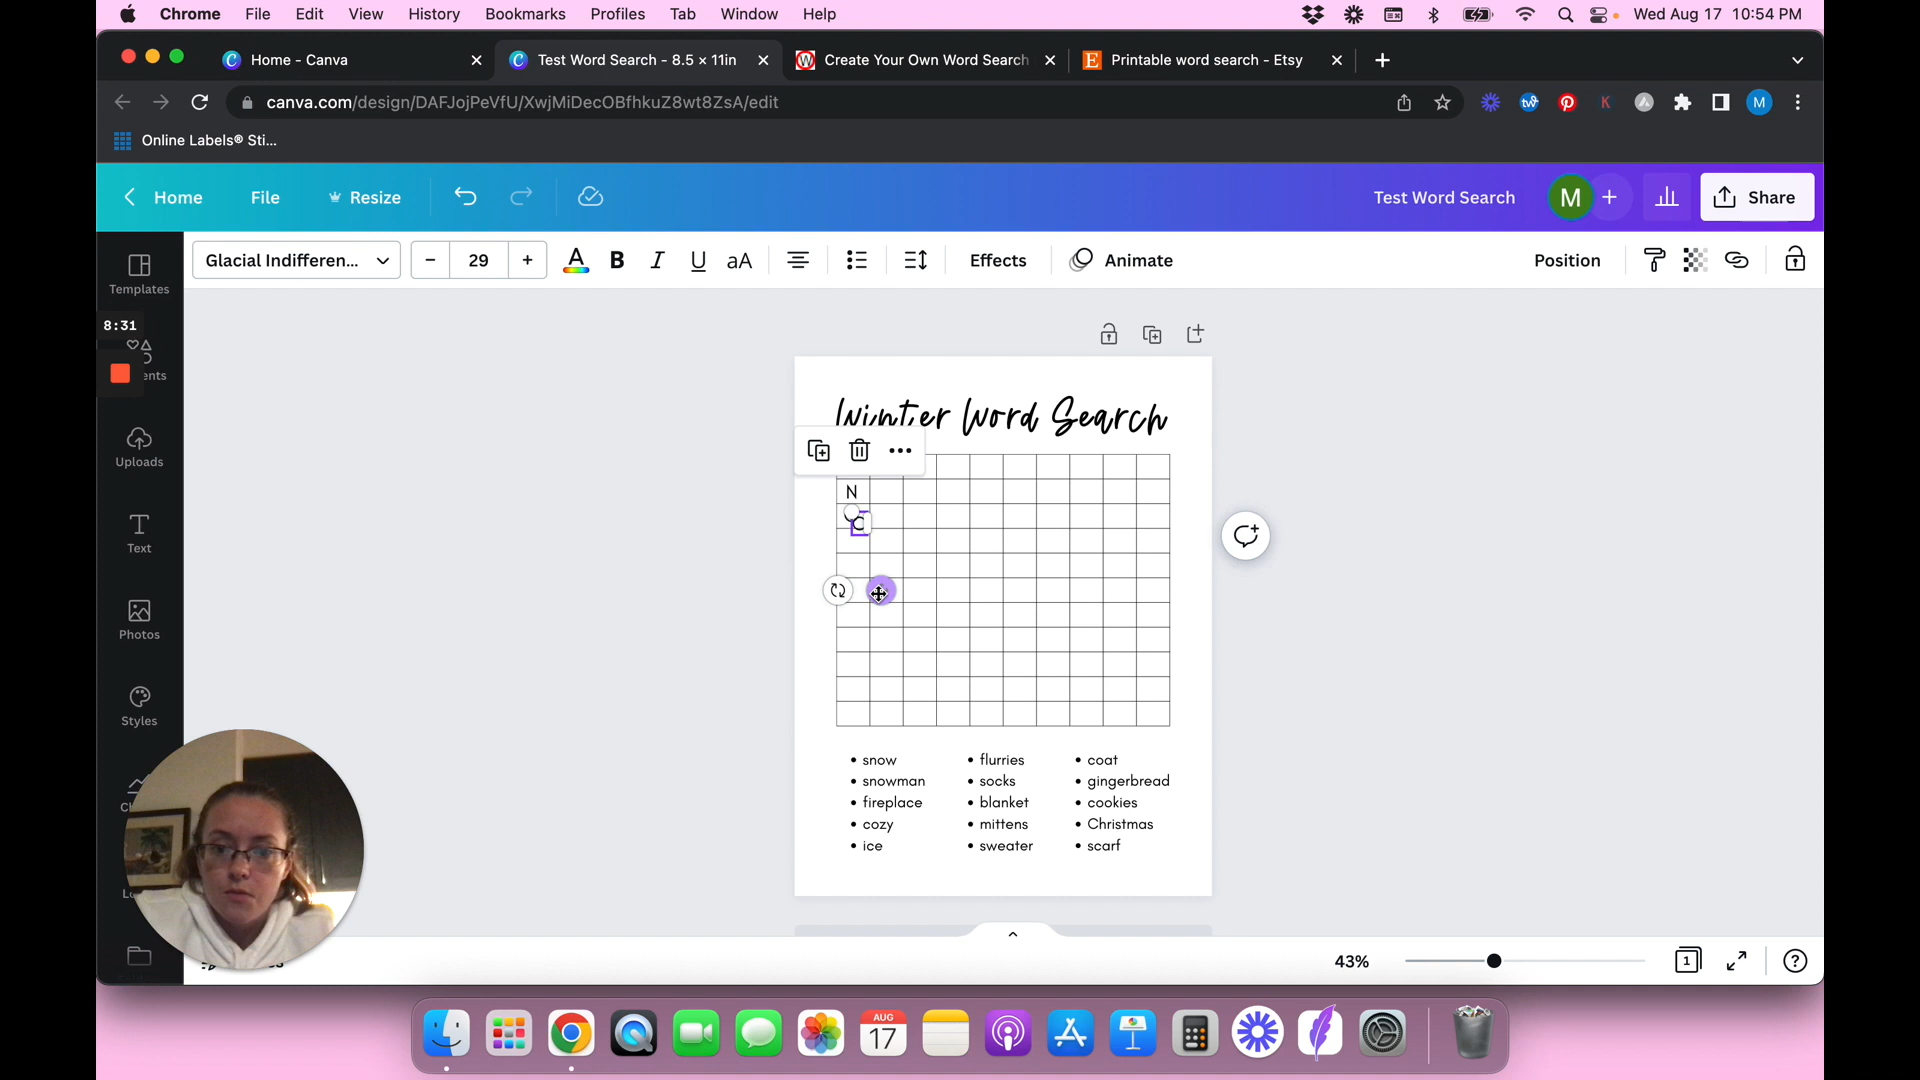 Chrome File Edit View History Bookmarks Profiles Tab Window Help Wed Aug 17 10:54 PM
Home - Canva Test Word Search - 8.5 × 11in Create Your Own Word Search Printable word search - Etsy
canva.com/design/DAFJojPeVfU/XwjMiDecOBfhkuZ8wt8ZsA/edit
M
Online Labels® Sti...
Home File Resize Test Word Search M Share
Glacial Indifferen... 29 B I U aA Effects Animate Position
Templates
8:31
ents
Uploads
Text
Photos
Styles
Winter Word Search
N
C
• snow
• snowman
• fireplace
• cozy
• ice
• flurries
• socks
• blanket
• mittens
• sweater
• coat
• gingerbread
• cookies
• Christmas
• scarf
43% 1
AUG
17